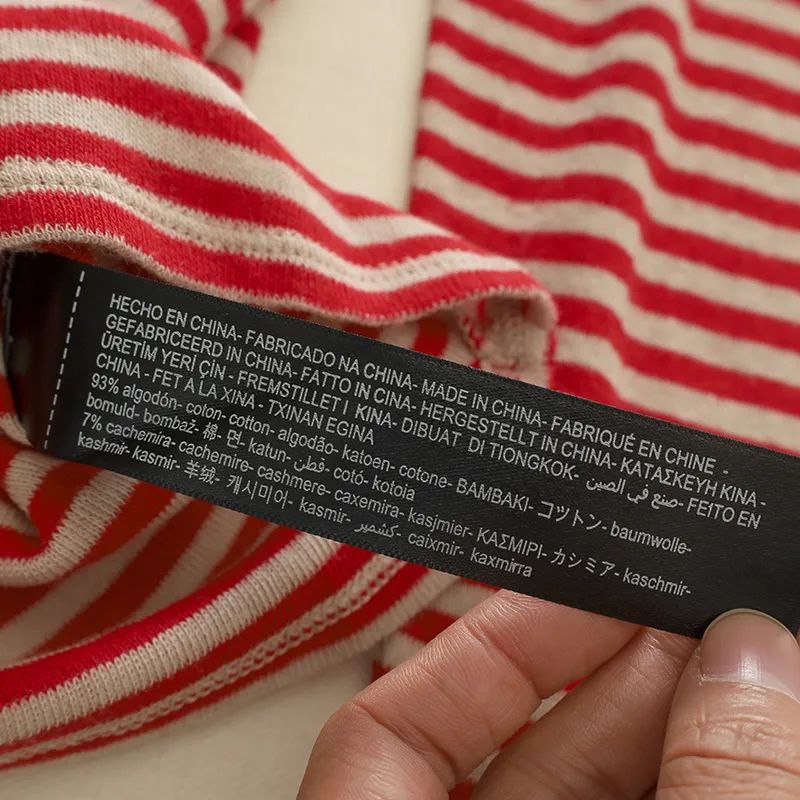 HECHO EN CHINA- FABRICADO NA CHINA- MADE IN CHINA- FABRIQUÉ EN CHINE -
GEFABRICEERD IN CHINA- FATTO IN CINA- HERGESTELLT IN CHINA- ΚΑΤΑΣΚΕΥΗ ΚΙΝΑ -
ÜRETİM YERİ ÇİN - FREMSTILLET I KINA- DIBUAT DI TIONGKOK- صنع في الصين - FEITO EN
CHINA - FET A LA XINA - TXINAN EGINA
93% algodón- coton- cotton- algodão- katoen- cotone- BAMBAKI- コットン- baumwolle-
bomuld- bombaž- 棉- 면- katun- قطن- cotó- kotoia
7% cachemira- cachemire- cashmere- caxemira- kasjmier- ΚΑΣΜΙΡΙ- カシミア- kaschmir-
kashmir- kasmir- 羊绒- 캐시미어- kasmir- كشمير- caixmir- kaxmirra